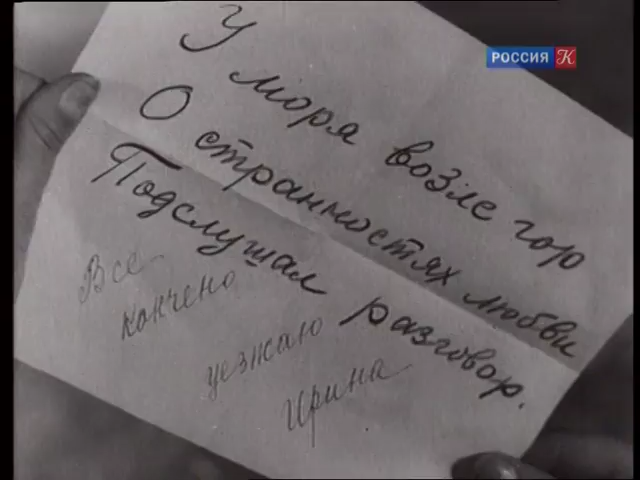 РОССИЯ К
У моря возле гор
О странностях любви
Подслушал разговор.
Все
кончено
уезжаю
Ирина